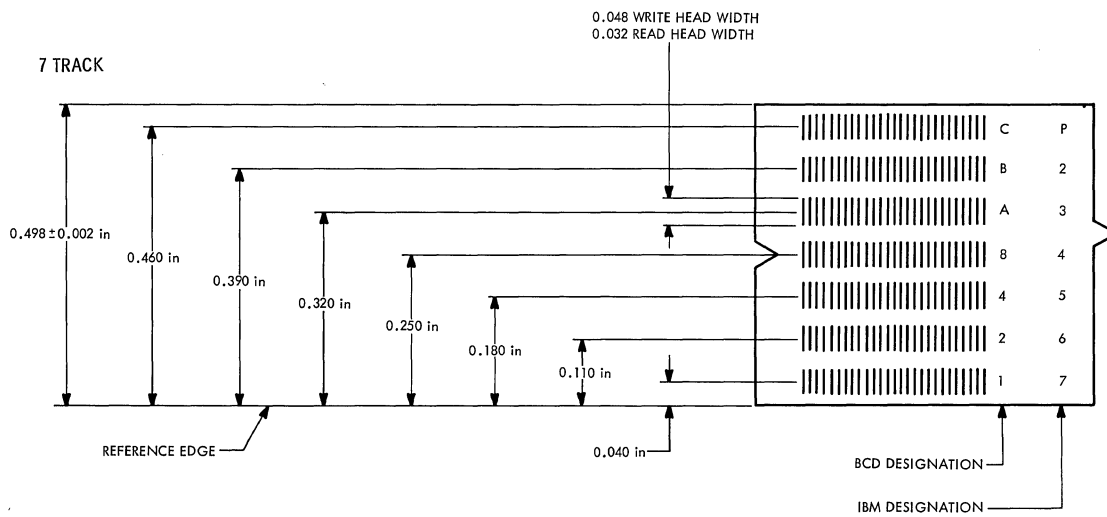 0.048 WRITE HEAD WIDTH
0.032 READ HEAD WIDTH
7 TRACK
C P
B 2
A 3
8 4
4 5
2 6
1 7
0.498±0.002 in
0.460 in
0.390 in
0.320 in
0.250 in
0.180 in
0.110 in
0.040 in
REFERENCE EDGE
BCD DESIGNATION
IBM DESIGNATION